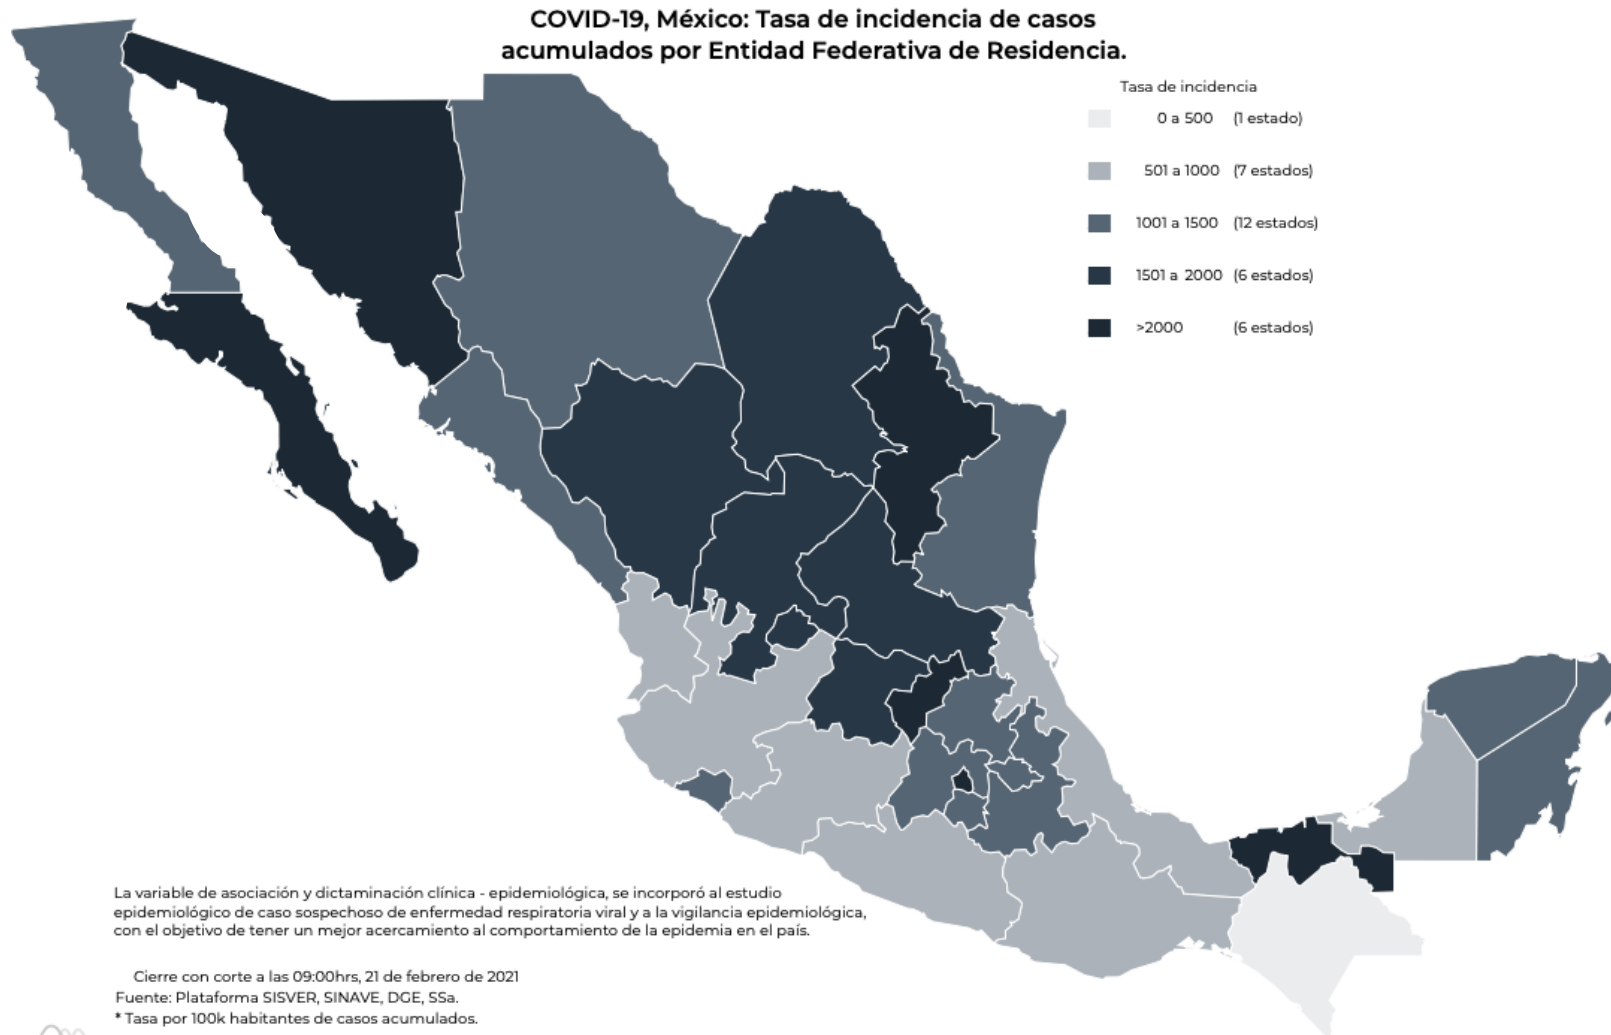 COVID-19, México: Tasa de incidencia de casos
acumulados por Entidad Federativa de Residencia.
Tasa de incidencia
0 a 500 (1 estado)
501 a 1000 (7 estados)
1001 a 1500 (12 estados)
1501 a 2000 (6 estados)
>2000 (6 estados)
La variable de asociación y dictaminación clínica - epidemiológica, se incorporó al estudio
epidemiológico de caso sospechoso de enfermedad respiratoria viral y a la vigilancia epidemiológica,
con el objetivo de tener un mejor acercamiento al comportamiento de la epidemia en el país.
Cierre con corte a las 09:00hrs, 21 de febrero de 2021
Fuente: Plataforma SISVER, SINAVE, DGE, SSa.
* Tasa por 100k habitantes de casos acumulados.